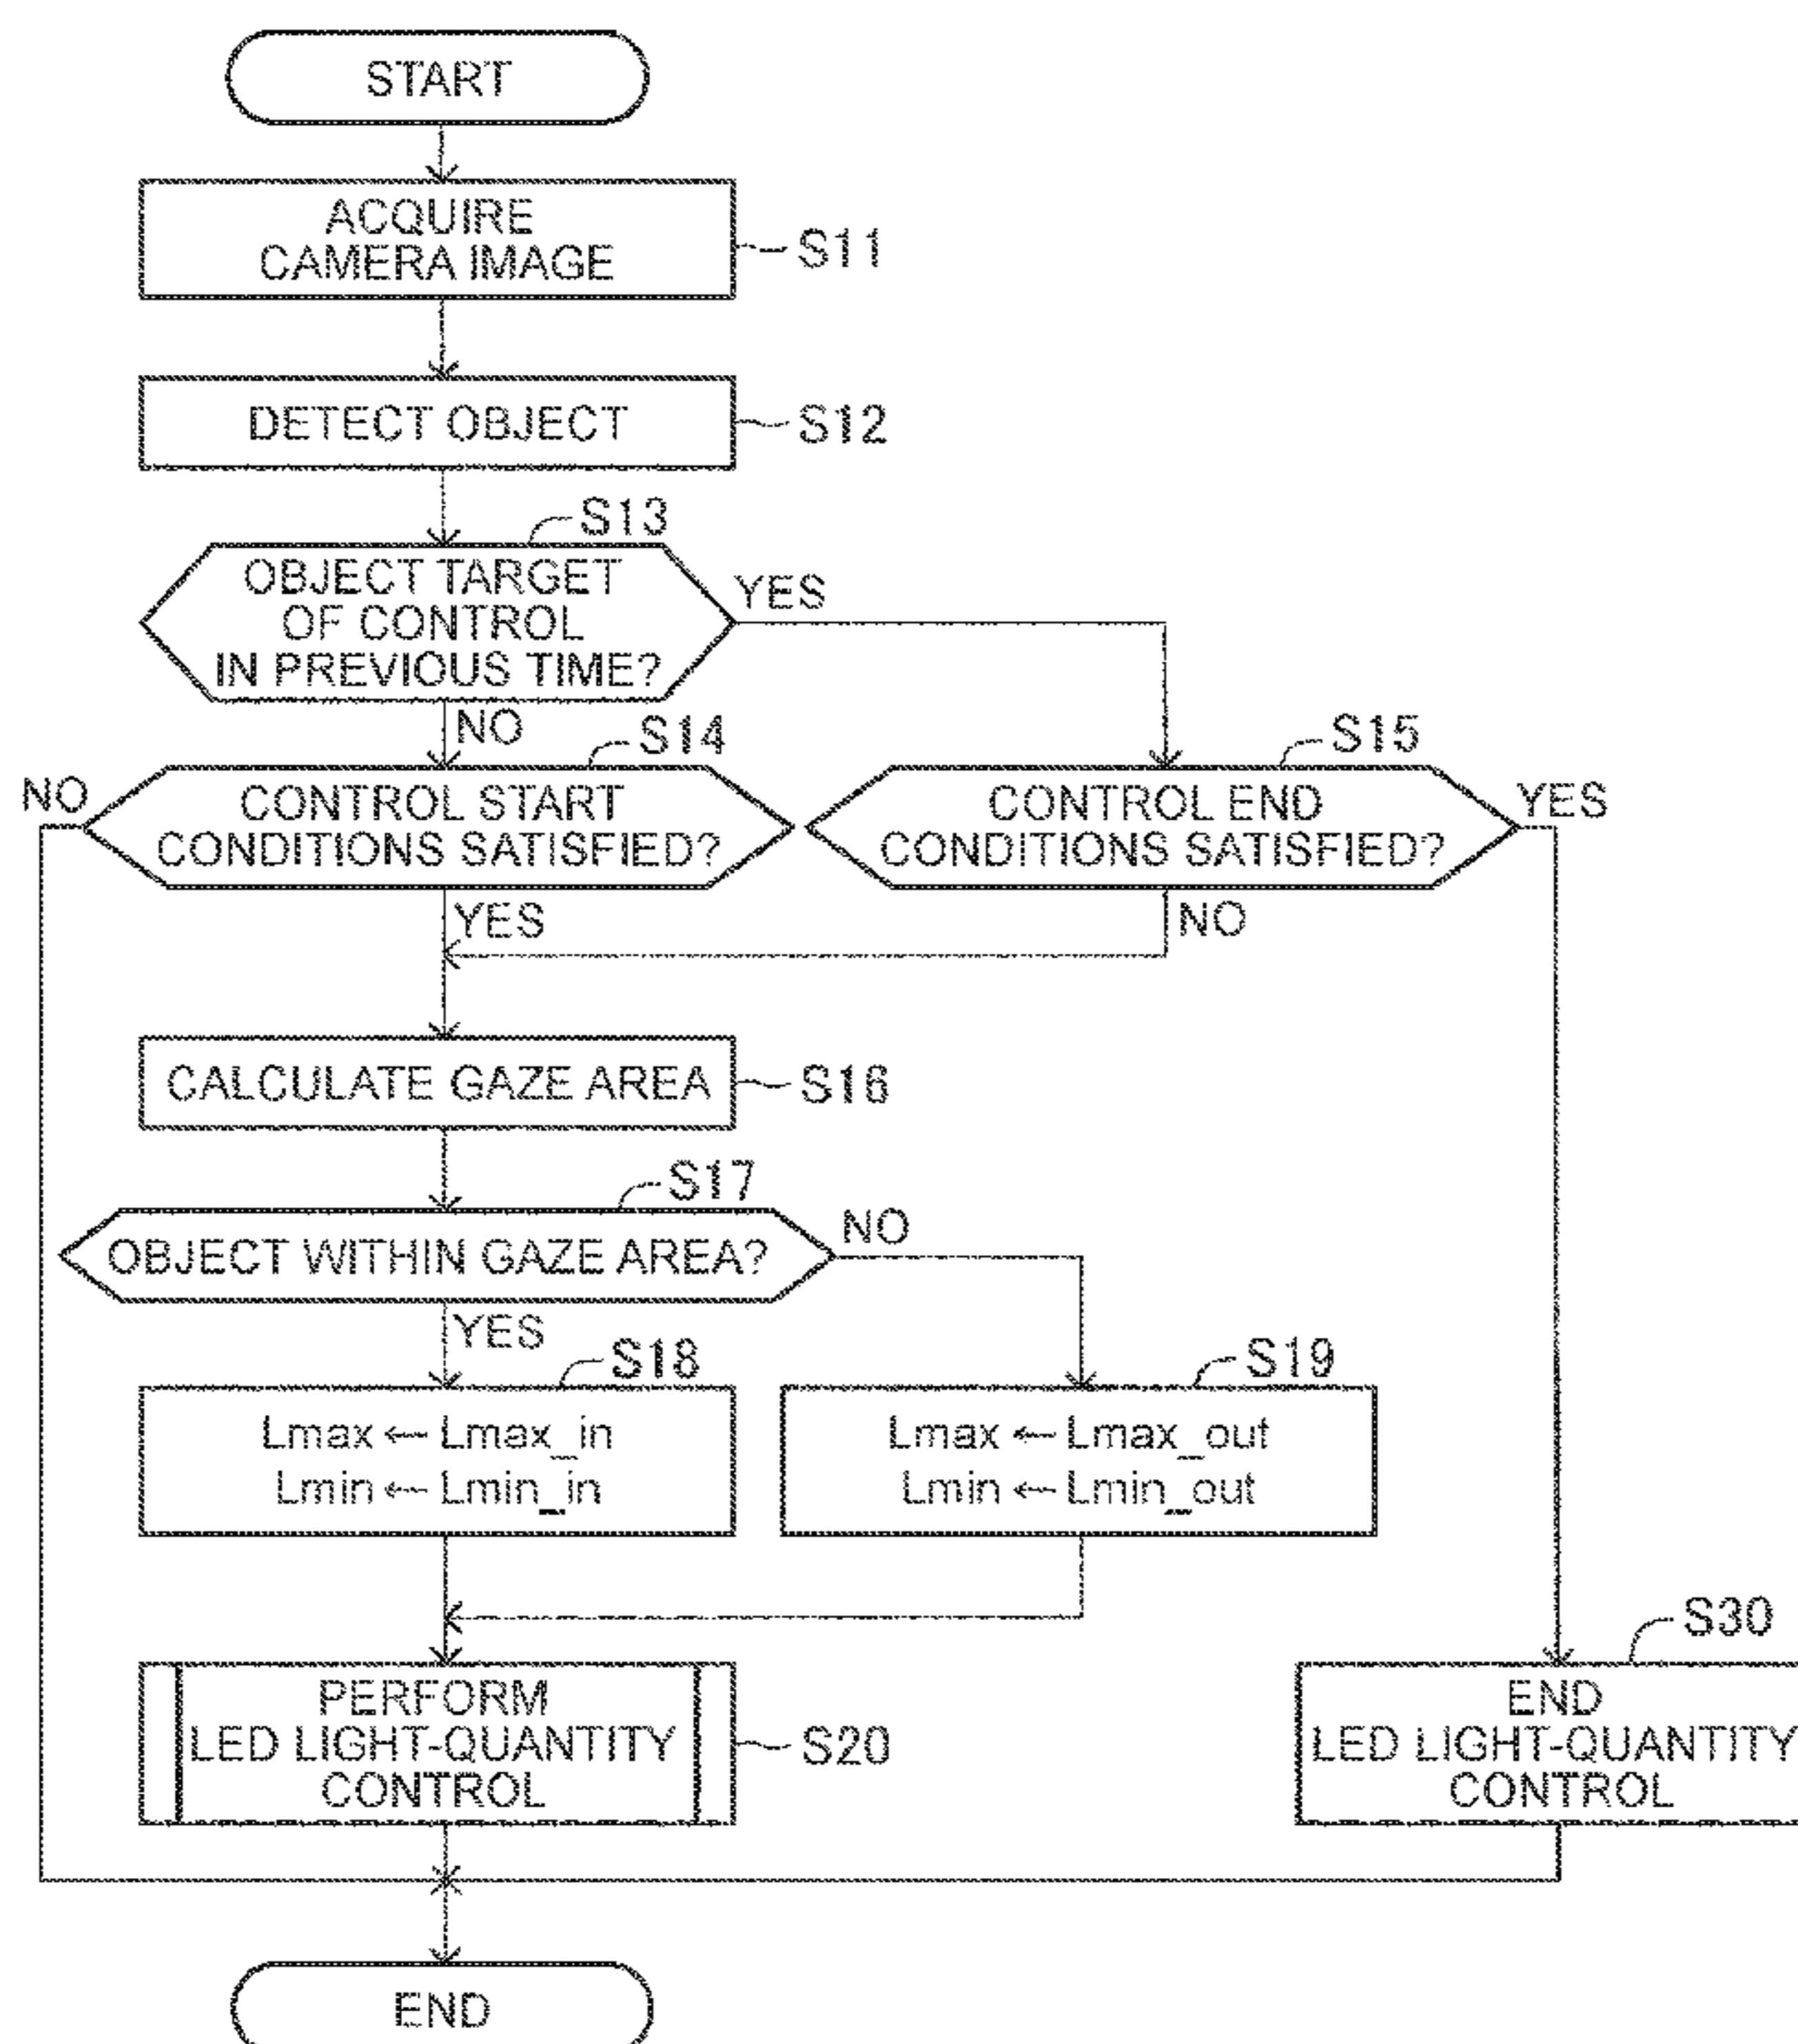 START
ACQUIRE
CAMERA IMAGE
S11
DETECT OBJECT
S12
S13
OBJECT TARGET
OF CONTROL
IN PREVIOUS TIME?
YES
NO
S14
NO
CONTROL START
CONDITIONS SATISFIED?
YES
S15
CONTROL END
CONDITIONS SATISFIED?
YES
NO
CALCULATE GAZE AREA
S16
S17
OBJECT WITHIN GAZE AREA?
NO
YES
S18
Lmax ← Lmax_in
Lmin ← Lmin_in
S19
Lmax ← Lmax_out
Lmin ← Lmin_out
PERFORM
LED LIGHT-QUANTITY
CONTROL
S20
S30
END
LED LIGHT-QUANTITY
CONTROL
END